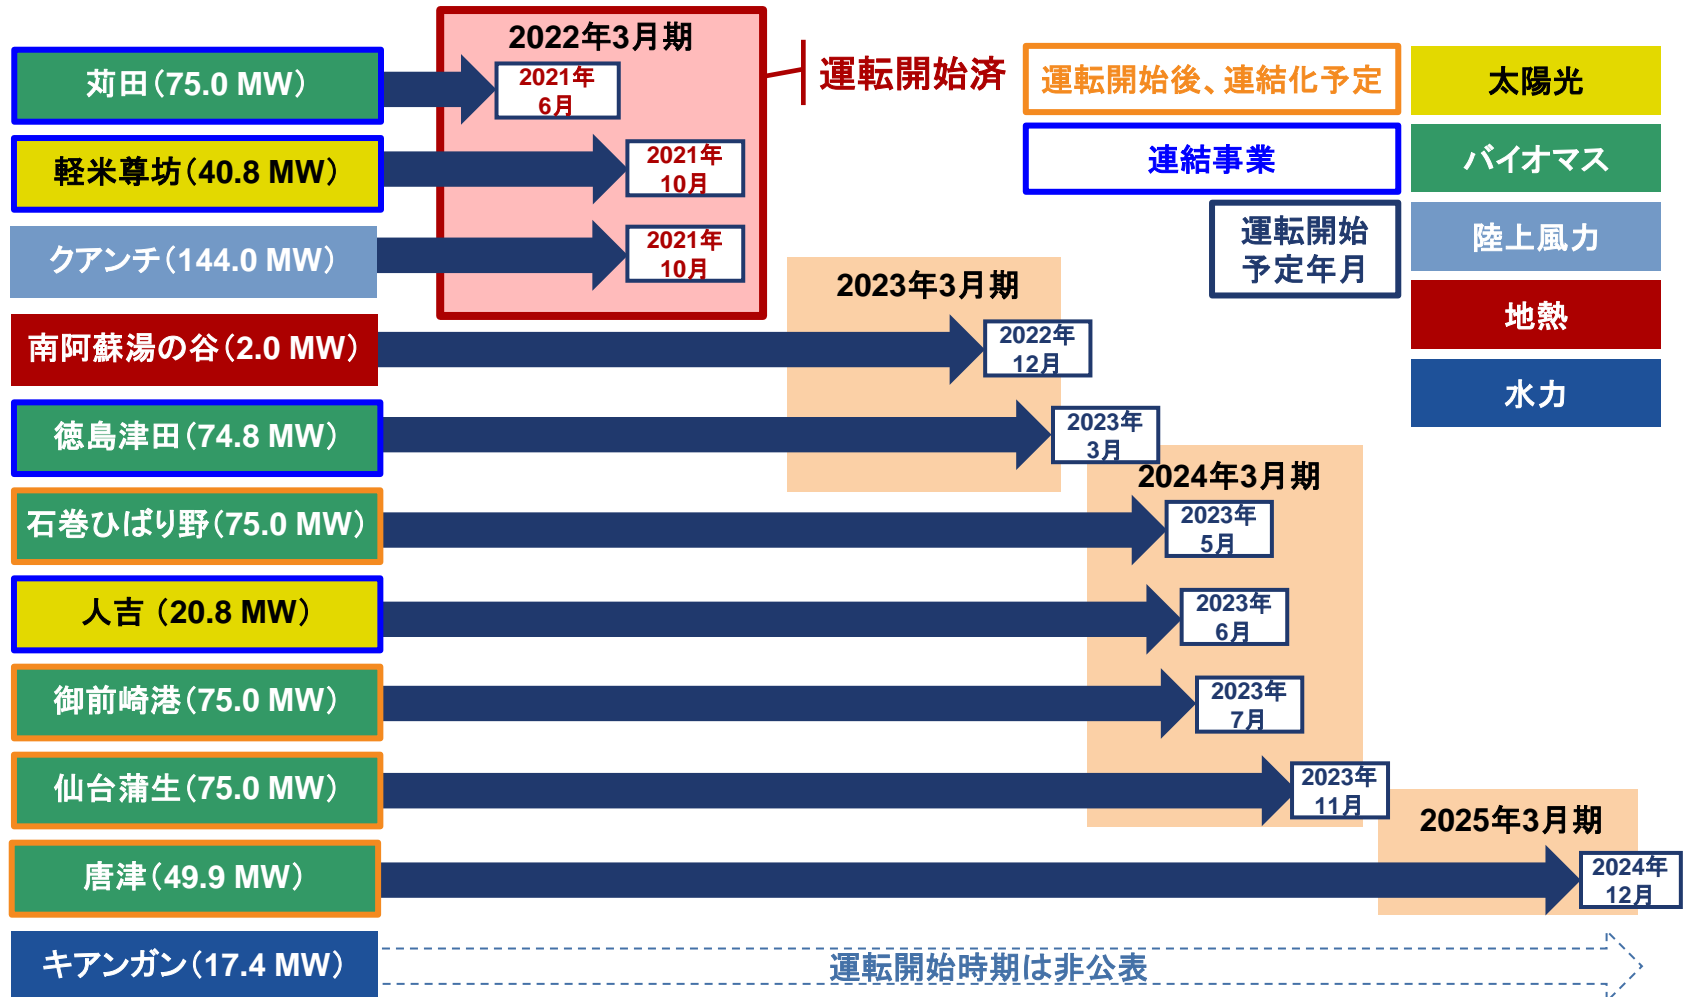 2022年3月期
苅田（75.0 MW）
2021年
6月
運転開始済
軽米尊坊（40.8 MW）
2021年
10月
クアンチ（144.0 MW）
2021年
10月
2023年3月期
南阿蘇湯の谷（2.0 MW）
2022年
12月
徳島津田（74.8 MW）
2023年
3月
2024年3月期
石巻ひばり野（75.0 MW）
2023年
5月
人吉 （20.8 MW）
2023年
6月
御前崎港（75.0 MW）
2023年
7月
仙台蒲生（75.0 MW）
2023年
11月
2025年3月期
唐津（49.9 MW）
2024年
12月
キアンガン（17.4 MW）
運転開始時期は非公表
運転開始後、連結化予定
連結事業
運転開始
予定年月
太陽光
バイオマス
陸上風力
地熱
水力